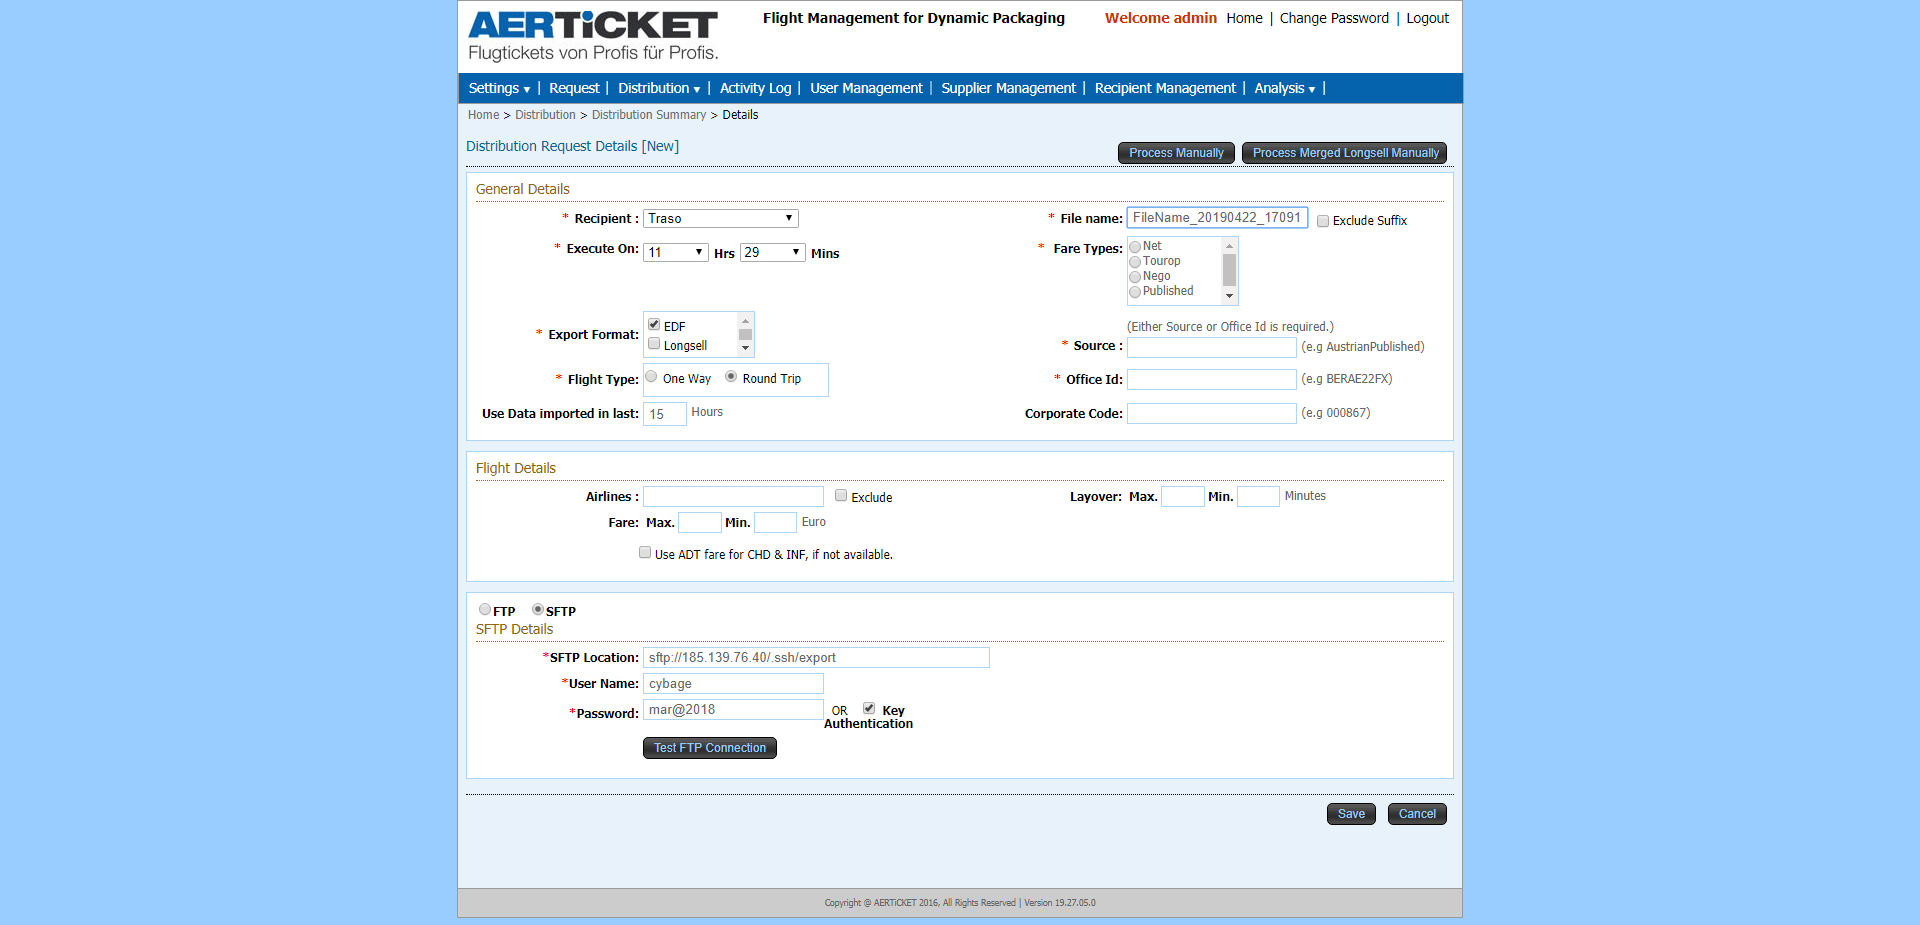 AERTiCKET
Flugtickets von Profis für Profis.
Flight Management for Dynamic Packaging
Welcome admin Home | Change Password | Logout
Settings ▼ | Request | Distribution ▼ | Activity Log | User Management | Supplier Management | Recipient Management | Analysis ▼ |
Home > Distribution > Distribution Summary > Details
Distribution Request Details [New]
Process Manually Process Merged Longsell Manually
General Details
* Recipient : Traso
* File name: FileName_20190422_17091 Exclude Suffix
* Execute On: 11 Hrs 29 Mins
* Fare Types: Net
Tourop
Nego
Published
* Export Format: EDF
Longsell
(Either Source or Office Id is required.)
* Source : (e.g AustrianPublished)
* Flight Type: One Way Round Trip
* Office Id: (e.g BERAE22FX)
Use Data imported in last: 15 Hours
Corporate Code: (e.g 000867)
Flight Details
Airlines : Exclude
Layover: Max. Min. Minutes
Fare: Max. Min. Euro
Use ADT fare for CHD & INF, if not available.
FTP SFTP
SFTP Details
*SFTP Location: sftp://185.139.76.40/.ssh/export
*User Name: cybage
*Password: mar@2018 OR Key
Authentication
Test FTP Connection
Save Cancel
Copyright @ AERTiCKET 2016, All Rights Reserved | Version 19.27.05.0